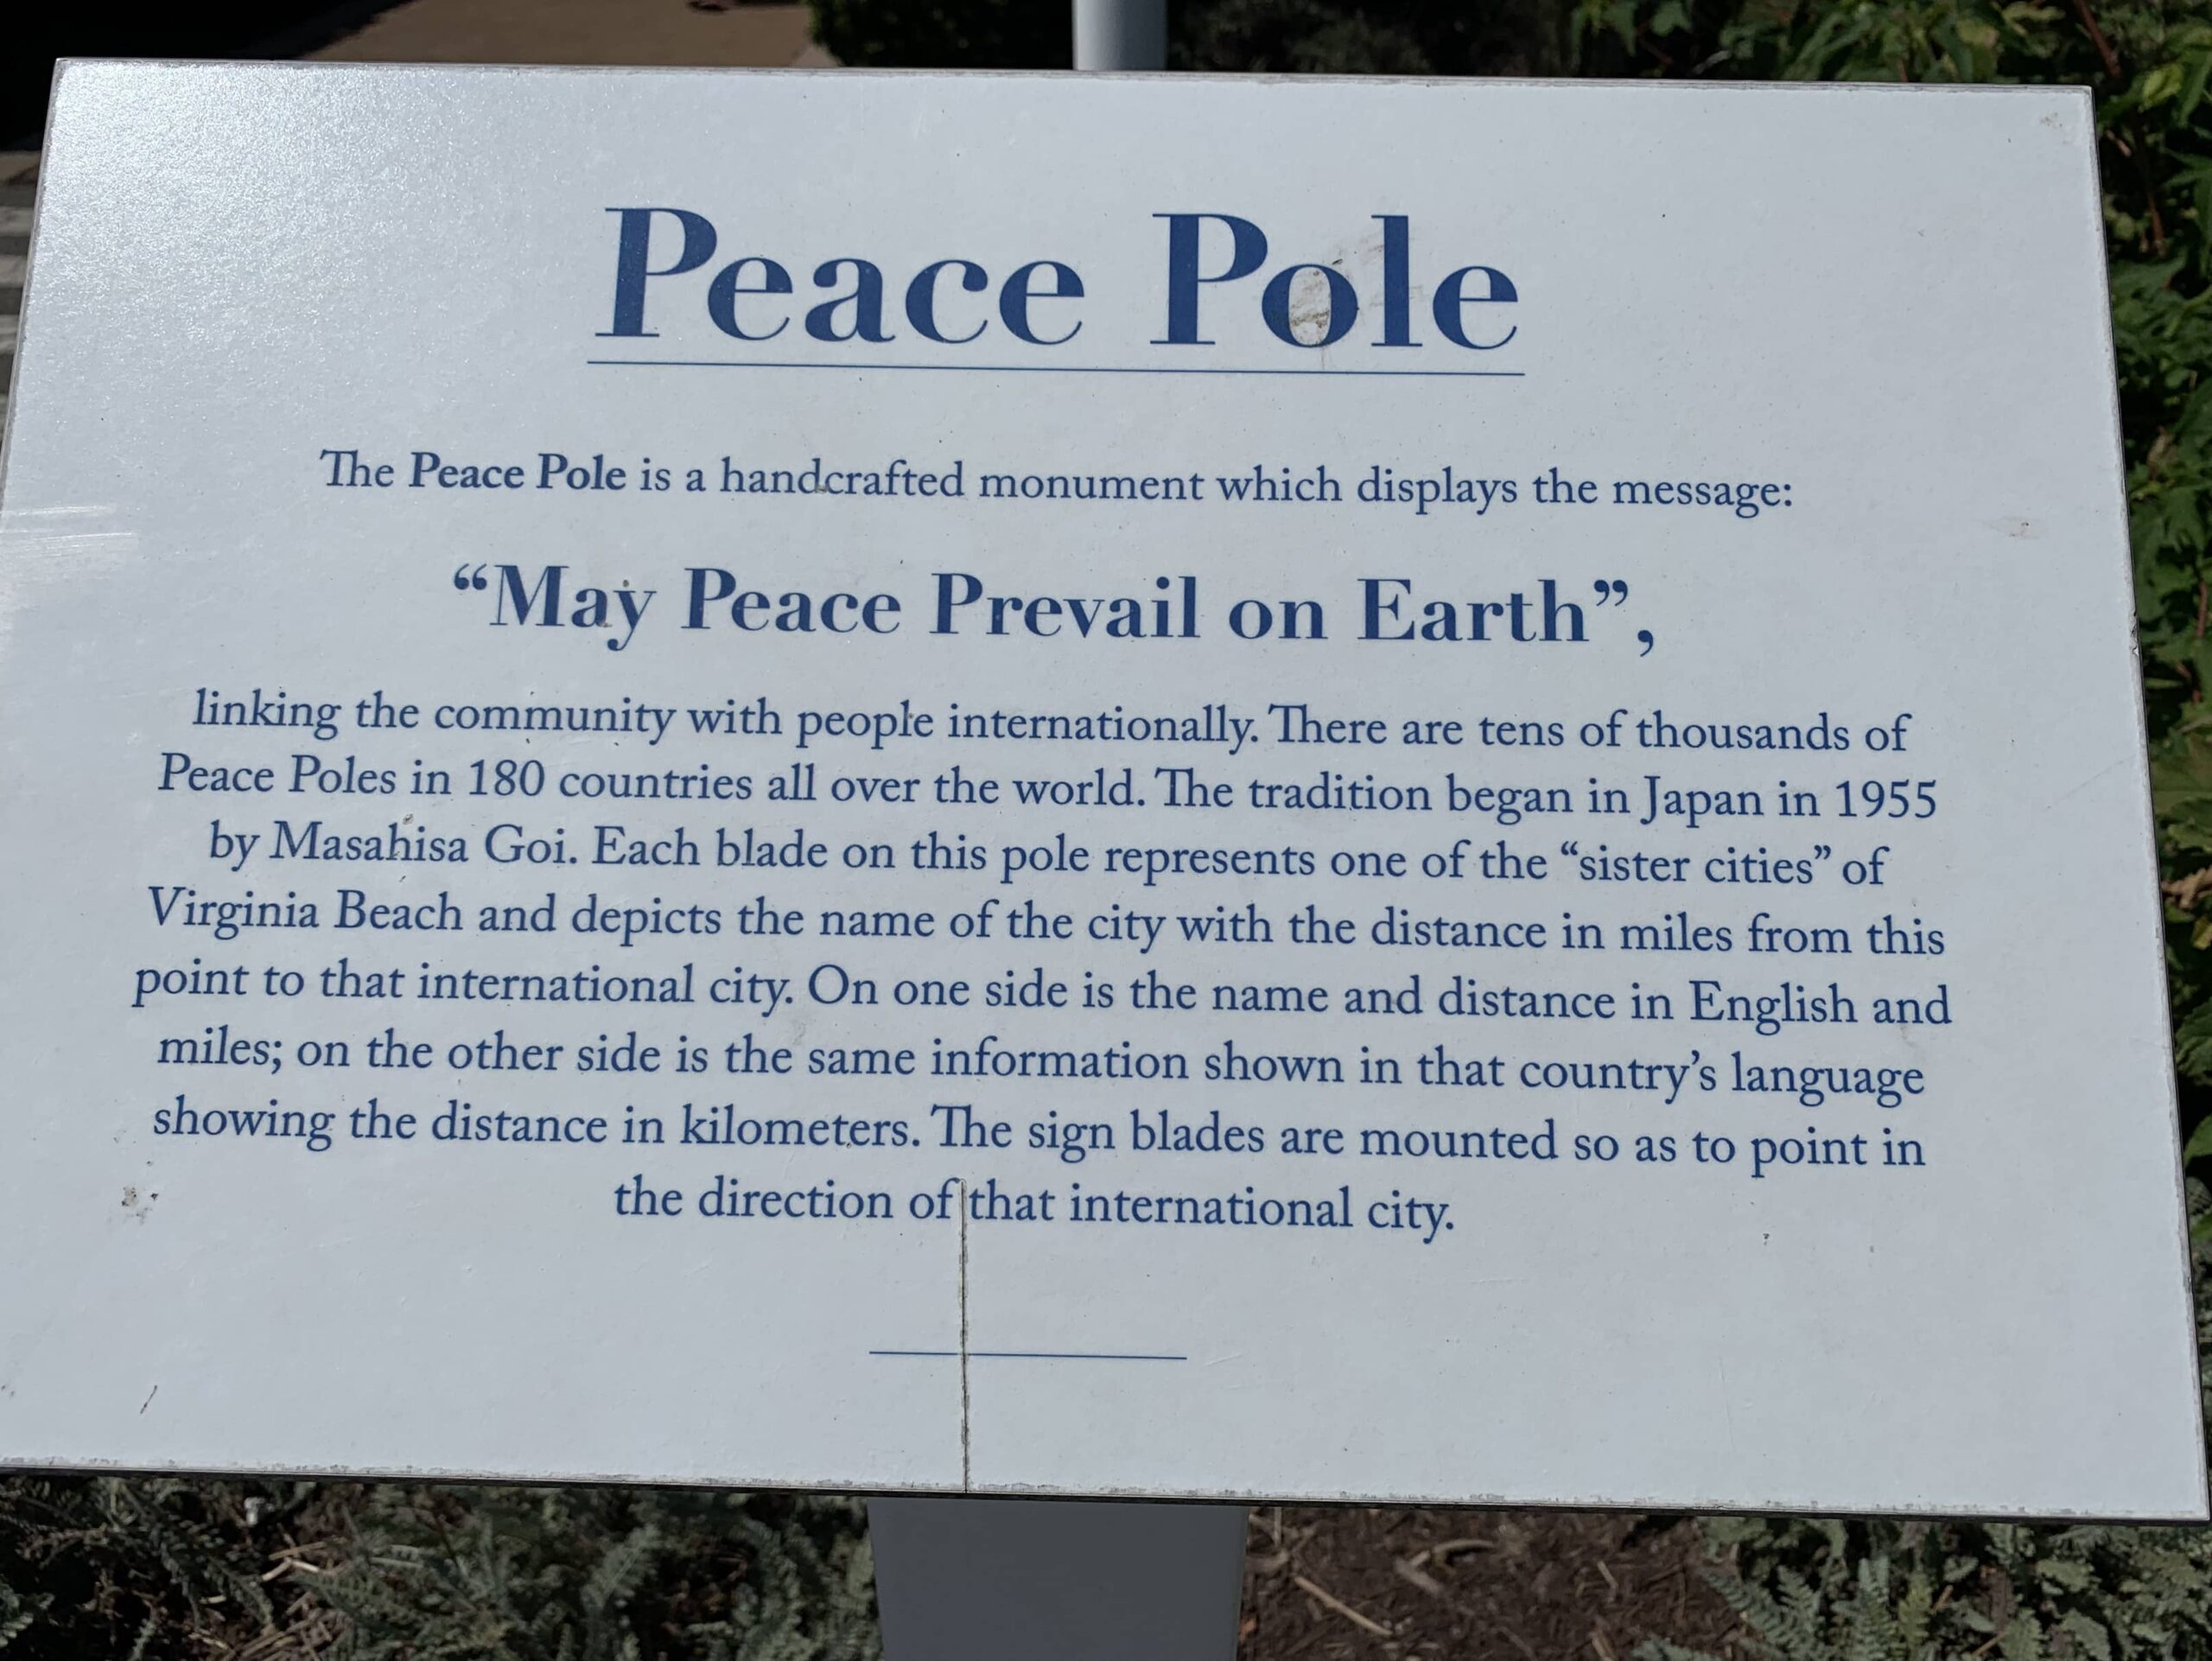 Peace Pole
The Peace Pole is a handcrafted monument which displays the message:
“May Peace Prevail on Earth”,
linking the community with people internationally. There are tens of thousands of
Peace Poles in 180 countries all over the world. The tradition began in Japan in 1955
by Masahisa Goi. Each blade on this pole represents one of the “sister cities” of
Virginia Beach and depicts the name of the city with the distance in miles from this
point to that international city. On one side is the name and distance in English and
miles; on the other side is the same information shown in that country’s language
showing the distance in kilometers. The sign blades are mounted so as to point in
the direction of that international city.